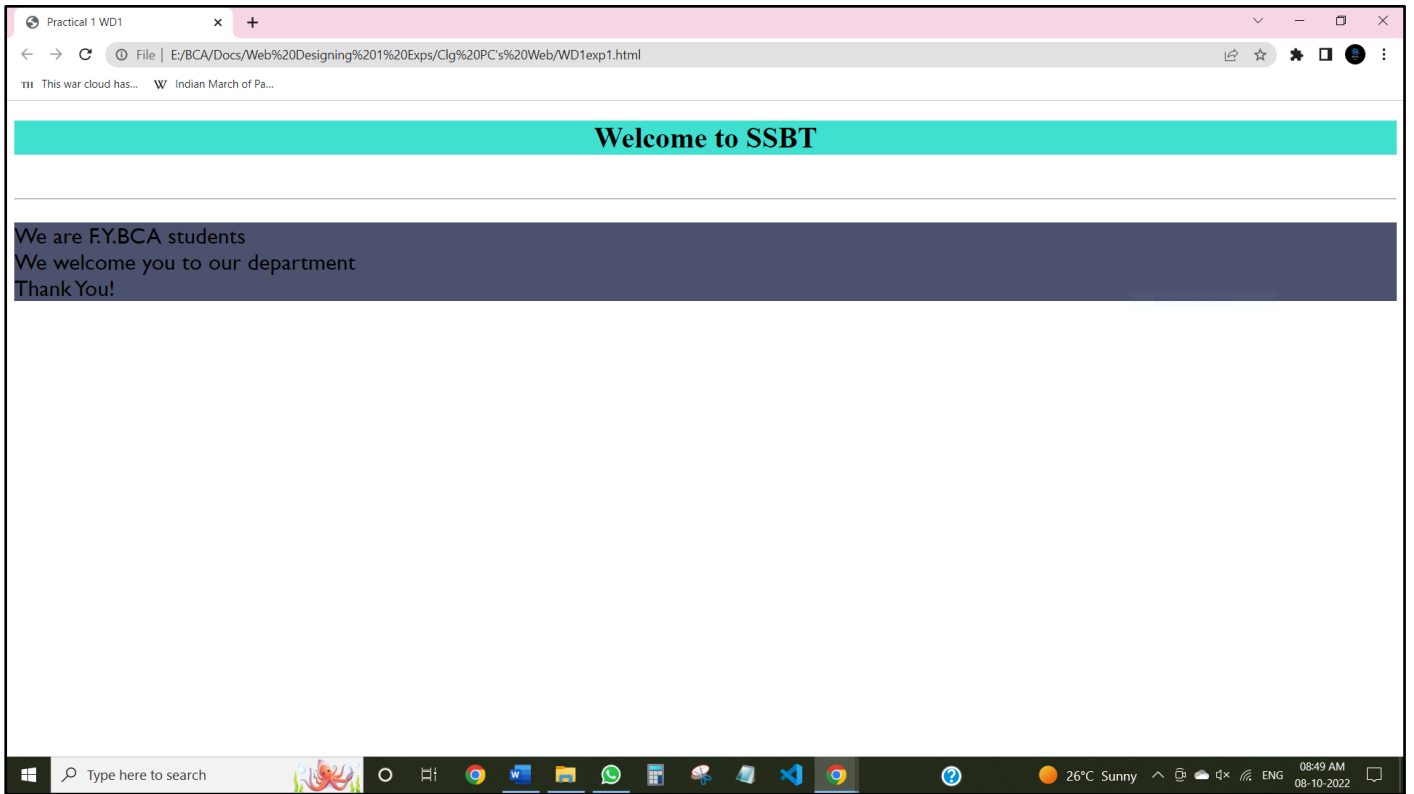 Practical 1 WD1
File | E:/BCA/Docs/Web%20Designing%201%20Exps/Clg%20PC's%20Web/WD1exp1.html
TH This war cloud has... W Indian March of Pa...
Welcome to SSBT
We are F.Y.BCA students
We welcome you to our department
Thank You!
Type here to search
26°C Sunny
ENG
08:49 AM
08-10-2022